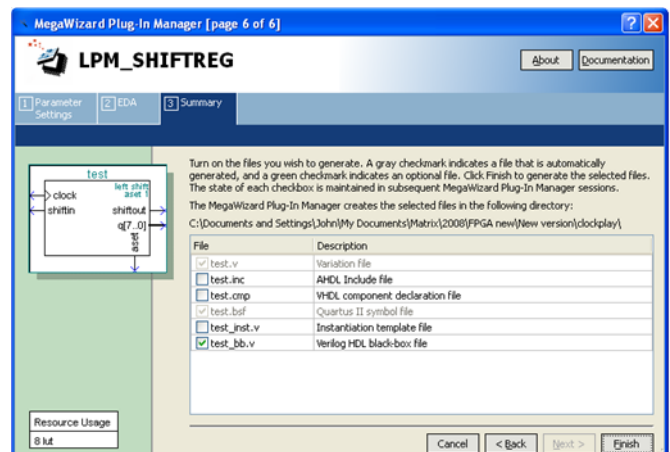 MegaWizard Plug-In Manager [page 6 of 6]
LPM_SHIFTREG
About
Documentation
1 Parameter Settings
2 EDA
3 Summary
test
left shift
aset 1
clock
shiftin
shiftout
q[7..0]
aset
Turn on the files you wish to generate. A gray checkmark indicates a file that is automatically
generated, and a green checkmark indicates an optional file. Click Finish to generate the selected files.
The state of each checkbox is maintained in subsequent MegaWizard Plug-In Manager sessions.
The MegaWizard Plug-In Manager creates the selected files in the following directory:
C:\Documents and Settings\John\My Documents\Matrix\2008\FPGA new\New version\clockplay\
File Description
test.v Variation file
test.inc AHDL Include file
test.cmp VHDL component declaration file
test.bsf Quartus II symbol file
test_inst.v Instantiation template file
test_bb.v Verilog HDL black-box file
Resource Usage
8 lut
Cancel
< Back
Next >
Finish